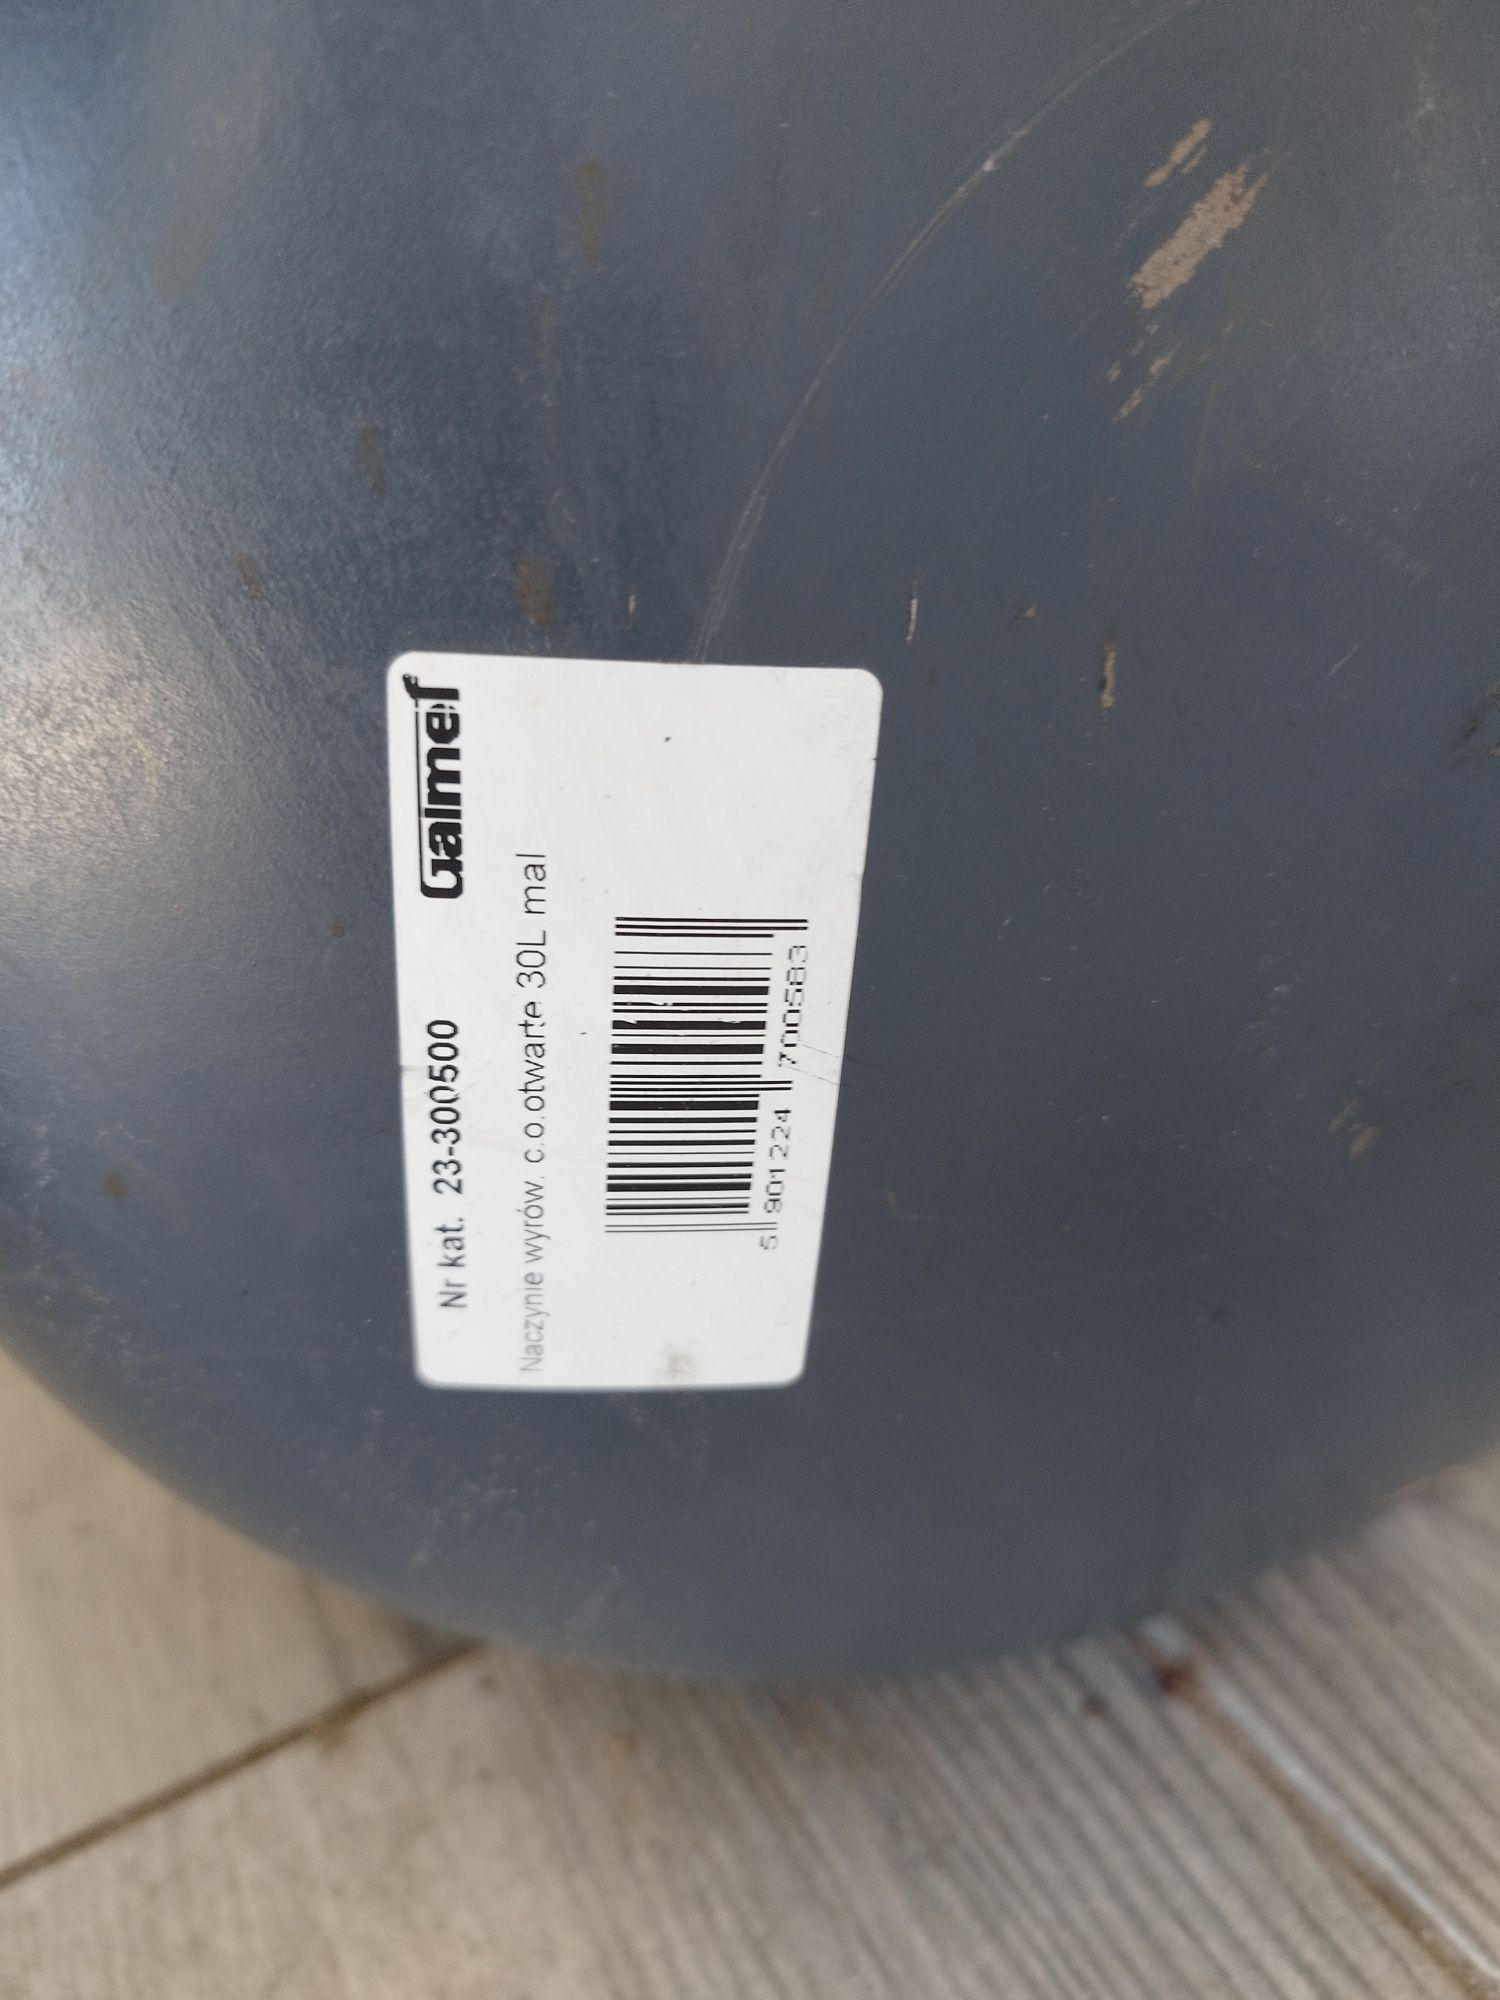 Nr kat. 23-300500 Galmet
Naczynie wyrów. c.o.otwarte 30L mal
5 901224 700583